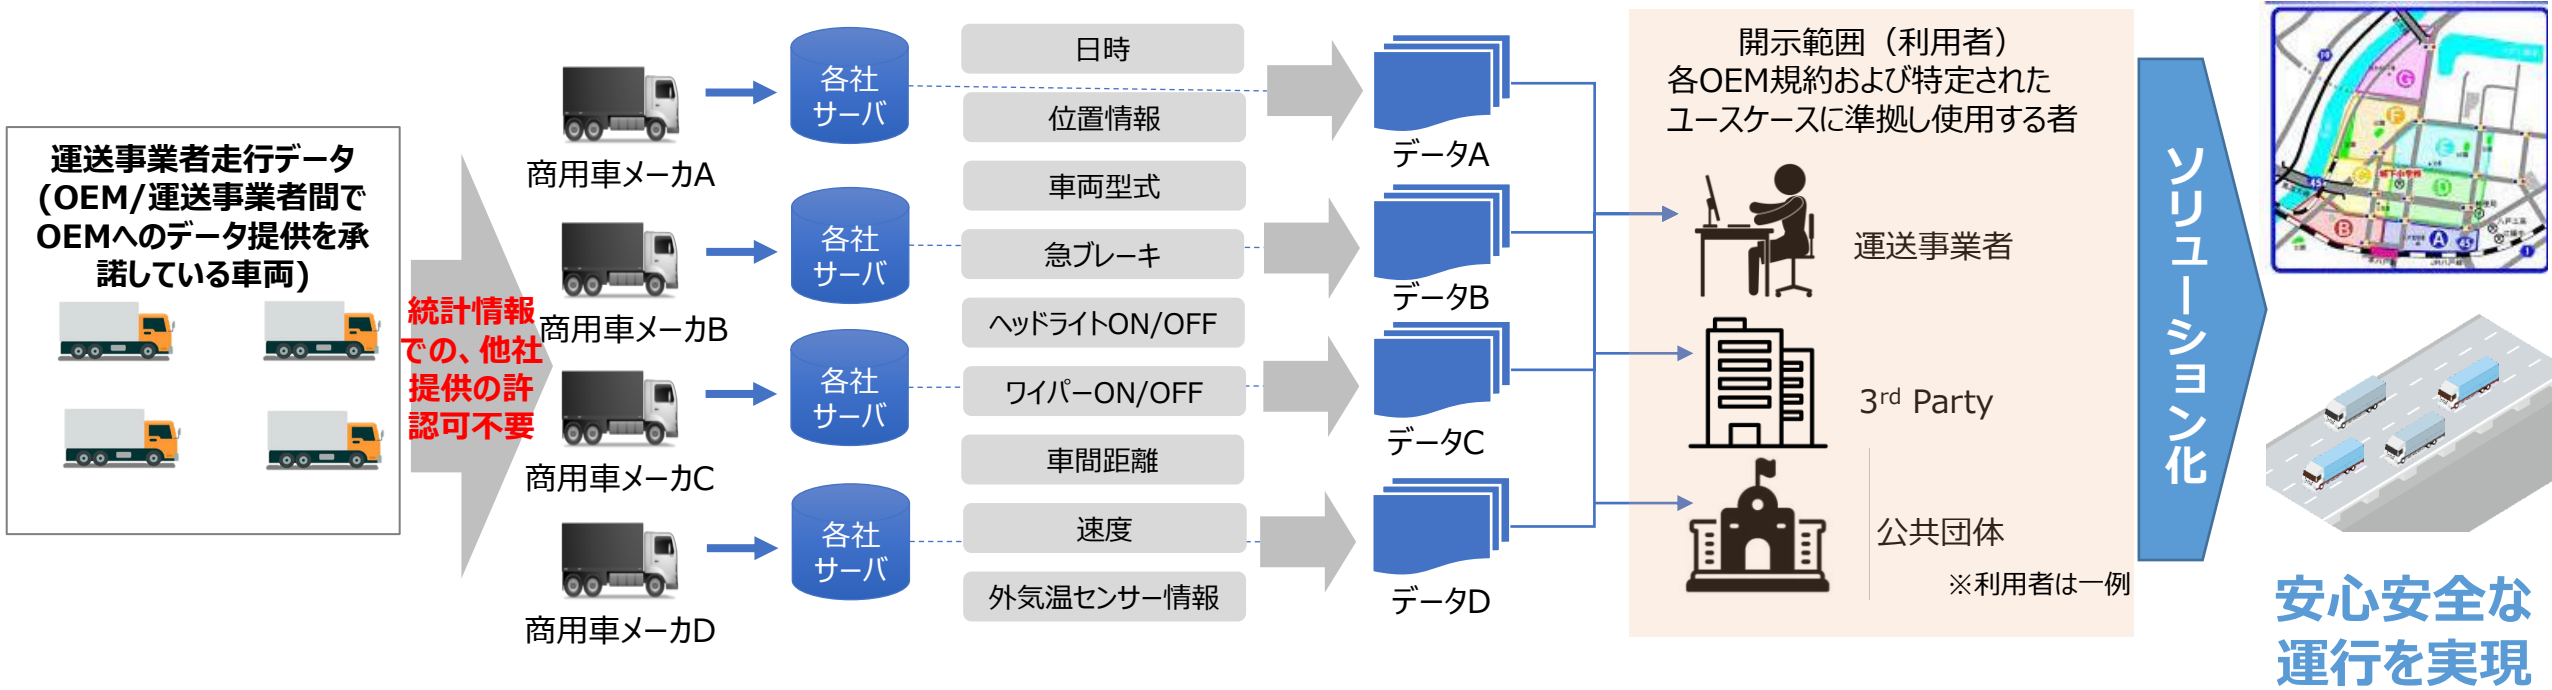 運送事業者走行データ
(OEM/運送事業者間で
OEMへのデータ提供を承
諾している車両)
統計情報
での、他社
提供の許
認可不要
商用車メーカA
商用車メーカB
商用車メーカC
商用車メーカD
各社
サーバ
各社
サーバ
各社
サーバ
各社
サーバ
日時
位置情報
車両型式
急ブレーキ
ヘッドライトON/OFF
ワイパーON/OFF
車間距離
速度
外気温センサー情報
データA
データB
データC
データD
開示範囲（利用者）
各OEM規約および特定された
ユースケースに準拠し使用する者
運送事業者
3rd Party
公共団体
※利用者は一例
ソリューション化
G
F
E
C
D
B
A
45
45
1
安心安全な
運行を実現